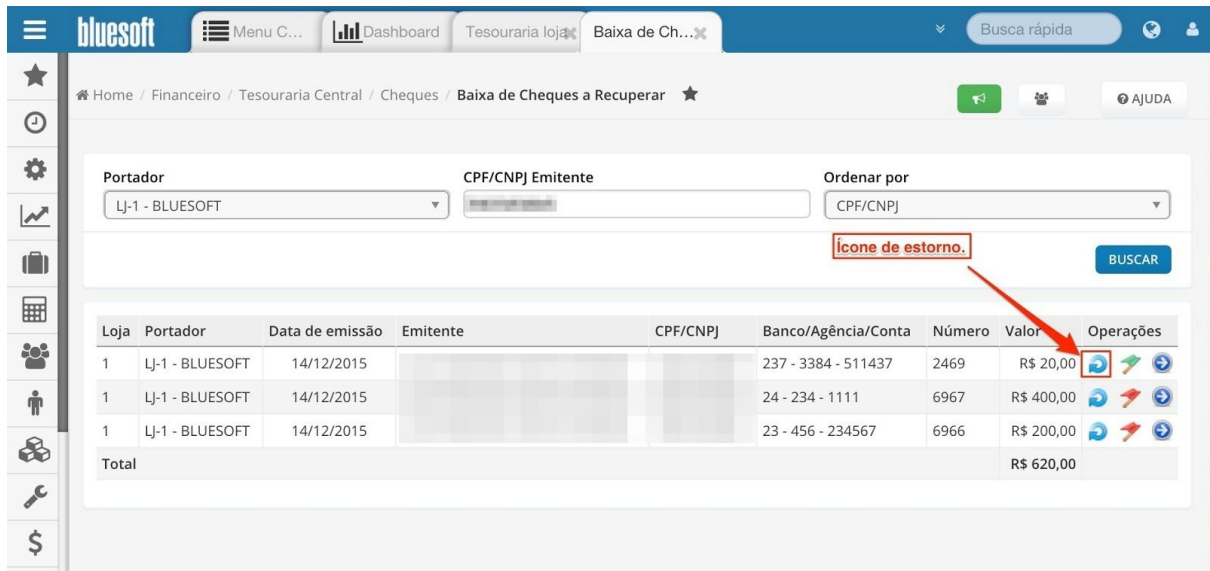 bluesoft Menu C... Dashboard Tesouraria loja Baixa de Ch... Busca rápida
Home / Financeiro / Tesouraria Central / Cheques / Baixa de Cheques a Recuperar AJUDA
Portador CPF/CNPJ Emitente Ordenar por
LJ-1 - BLUESOFT CPF/CNPJ
Ícone de estorno.
BUSCAR
Loja Portador Data de emissão Emitente CPF/CNPJ Banco/Agência/Conta Número Valor Operações
1 LJ-1 - BLUESOFT 14/12/2015 237 - 3384 - 511437 2469 R$ 20,00
1 LJ-1 - BLUESOFT 14/12/2015 24 - 234 - 1111 6967 R$ 400,00
1 LJ-1 - BLUESOFT 14/12/2015 23 - 456 - 234567 6966 R$ 200,00
Total R$ 620,00